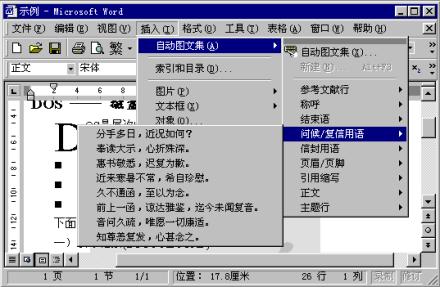 示例 - Microsoft Word
文件(F) 编辑(E) 视图(V) 插入(I) 格式(O) 工具(T) 表格(A) 窗口(W) 帮助(H)
自动图文集(A)
索引和目录(D)...
图片(P)
文本框(X)
对象(O)...
自动图文集(X)...
新建(N)... Alt+F3
参考文献行
称呼
结束语
问候/复信用语
信封用语
页眉/页脚
引用缩写
正文
主题行
分手多日，近况如何？
奉读大示，心折殊深。
惠书敬悉，迟复为歉。
近来寒暑不常，希自珍慰。
久不通函，至以为念。
前上一函，谅达雅鉴，迄今未闻复音。
音问久疏，唯愿一切康适。
知尊恙复发，心甚念之。
正文 宋体
DOS ——
D
下面
一）
1 页 1 节 1/1 位置: 17.8厘米 26 行 1 列 录制 修订